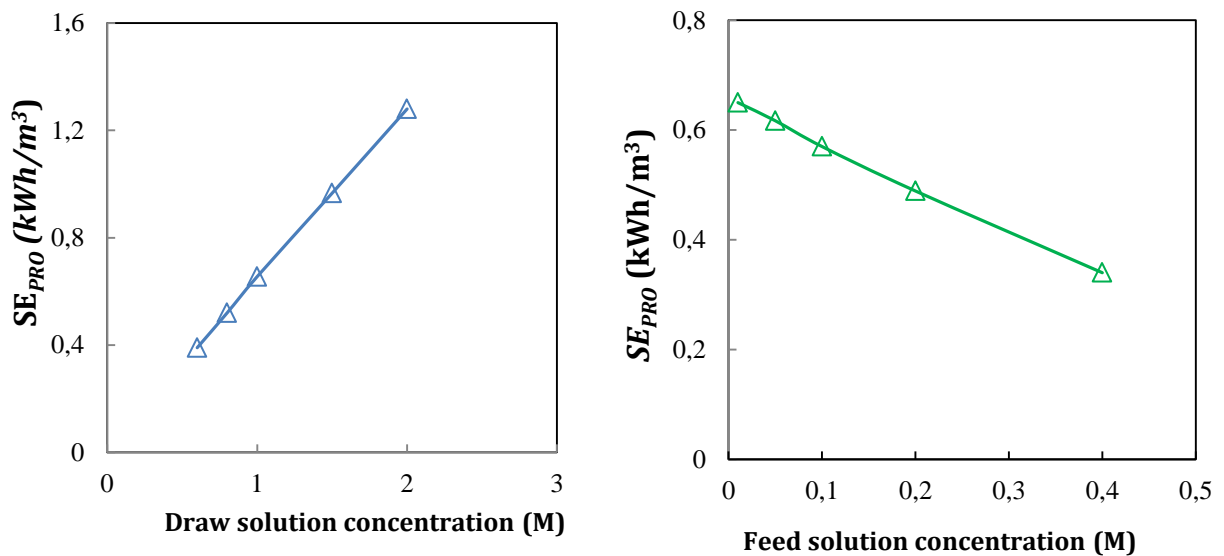 SE_PRO (kWh/m³)
1,6
1,2
0,8
0,4
0
0 1 2 3
Draw solution concentration (M)
SE_PRO (kWh/m³)
0,8
0,6
0,4
0,2
0
0 0,1 0,2 0,3 0,4 0,5
Feed solution concentration (M)